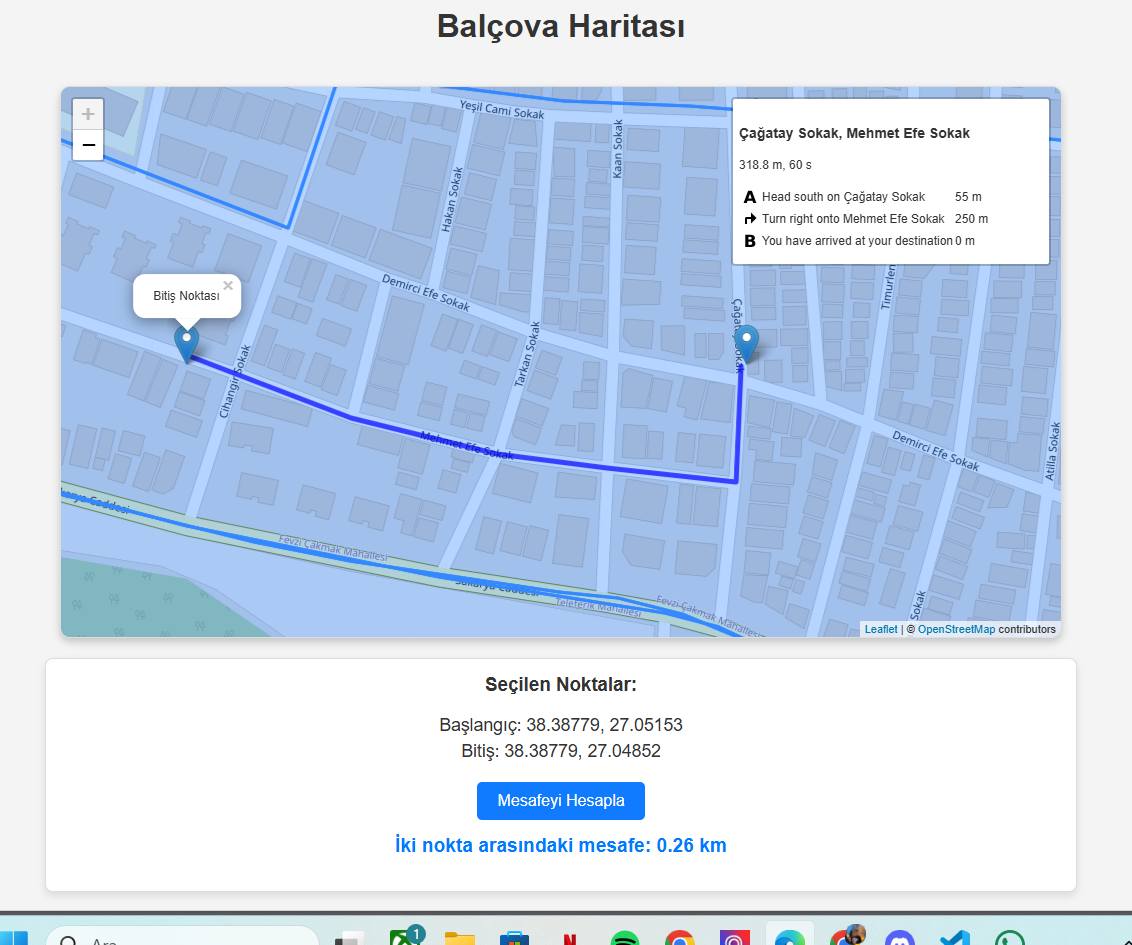 Balçova Haritası
+
−
Yeşil Cami Sokak
Kaan Sokak
Hakan Sokak
Çağatay Sokak, Mehmet Efe Sokak
318.8 m, 60 s
A Head south on Çağatay Sokak 55 m
Turn right onto Mehmet Efe Sokak 250 m
B You have arrived at your destination 0 m
Demirci Efe Sokak
Timurlen
Bitiş Noktası ×
Çağatay Sokak
Tarkan Sokak
Cihangir Sokak
Mehmet Efe Sokak
Demirci Efe Sokak
Atilla Sokak
Fevzi Çakmak Mahallesi
Sakarya Caddesi
Teleferik Mahallesi
Fevzi Çakmak Mahallesi
Sokak
Leaflet | © OpenStreetMap contributors
Seçilen Noktalar:
Başlangıç: 38.38779, 27.05153
Bitiş: 38.38779, 27.04852
Mesafeyi Hesapla
İki nokta arasındaki mesafe: 0.26 km
Ara
1